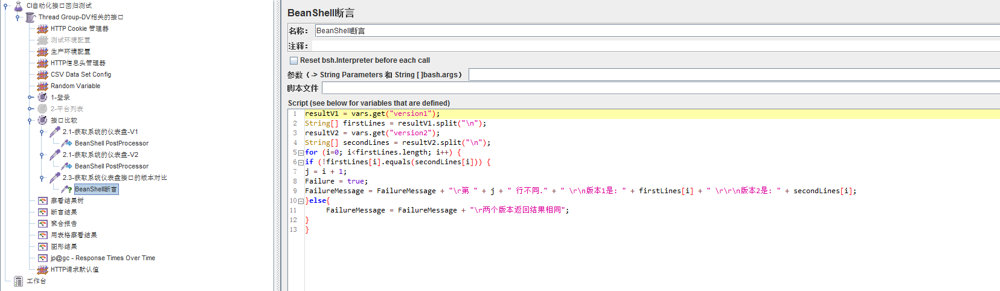 CI自动化接口回归测试
Thread Group-DV相关的接口
HTTP Cookie 管理器
测试环境配置
生产环境配置
HTTP信息头管理器
CSV Data Set Config
Random Variable
1-登录
2-平台列表
接口比较
2.1-获取系统的仪表盘-V1
BeanShell PostProcessor
2.1-获取系统的仪表盘-V2
BeanShell PostProcessor
2.3-获取系统仪表盘接口的版本对比
BeanShell断言
察看结果树
断言结果
聚合报告
用表格察看结果
图形结果
jp@gc - Response Times Over Time
HTTP请求默认值
工作台
BeanShell断言
名称： BeanShell断言
注释：
Reset bsh.Interpreter before each call
参数（-> String Parameters 和 String [ ]bash.args）
脚本文件
Script (see below for variables that are defined)
1 resultV1 = vars.get("version1");
2 String[] firstLines = resultV1.split("\n");
3 resultV2 = vars.get("version2");
4 String[] secondLines = resultV2.split("\n");
5 for (i=0; i<firstLines.length; i++) {
6 if (!firstLines[i].equals(secondLines[i])) {
7 j = i + 1;
8 Failure = true;
9 FailureMessage = FailureMessage + "\r第 " + j + " 行不同." + " \r\n版本1是: " + firstLines[i] + " \r\r\n版本2是: " + secondLines[i];
10 }else{
11 FailureMessage = FailureMessage + "\r两个版本返回结果相同";
12 }
13 }